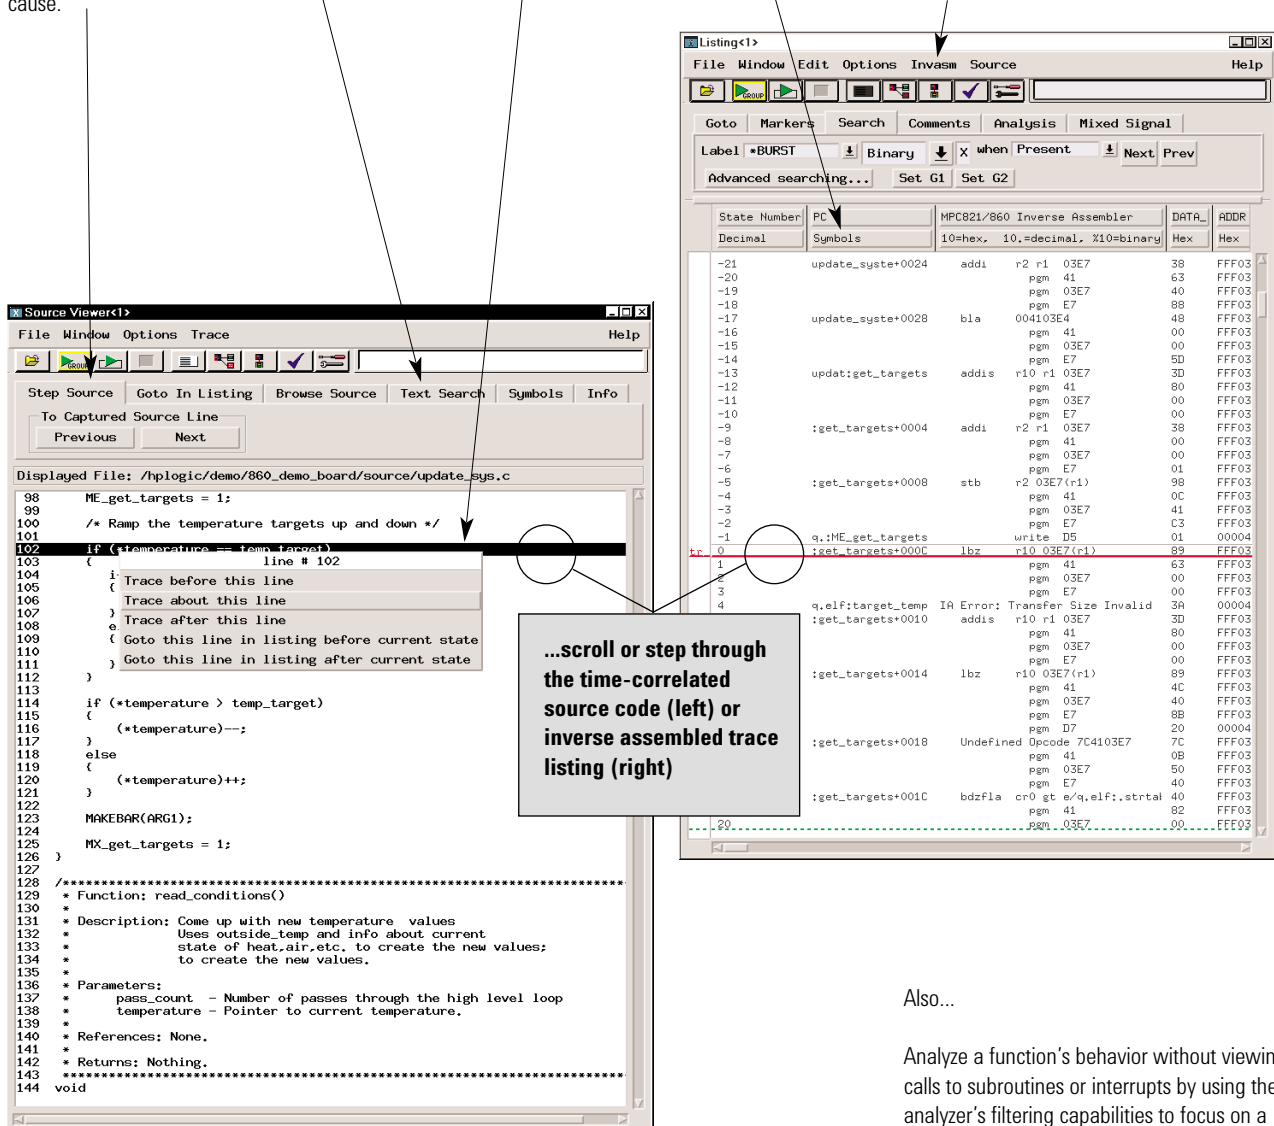 cause.
Listing<1>
File Window Edit Options Invasm Source Help
GROUP
Goto Markers Search Comments Analysis Mixed Signal
Label *BURST Binary X when Present Next Prev
Advanced searching... Set G1 Set G2
State Number PC MPC821/860 Inverse Assembler DATA_ ADDR
Decimal Symbols 10=hex, 10.=decimal, %10=binary Hex Hex
-21 update_syste+0024 addi r2 r1 03E7 38 FFF03
-20 pgm 41 63 FFF03
-19 pgm 03E7 40 FFF03
-18 pgm E7 88 FFF03
-17 update_syste+0028 bla 004103E4 48 FFF03
-16 pgm 41 00 FFF03
-15 pgm 03E7 00 FFF03
-14 pgm E7 5D FFF03
-13 updat:get_targets addis r10 r1 03E7 3D FFF03
-12 pgm 41 80 FFF03
-11 pgm 03E7 00 FFF03
-10 pgm E7 00 FFF03
-9 :get_targets+0004 addi r2 r1 03E7 38 FFF03
-8 pgm 41 00 FFF03
-7 pgm 03E7 00 FFF03
-6 pgm E7 01 FFF03
-5 :get_targets+0008 stb r2 03E7(r1) 98 FFF03
-4 pgm 41 0C FFF03
-3 pgm 03E7 41 FFF03
-2 pgm E7 C3 FFF03
-1 q.:ME_get_targets write D5 01 00004
tr 0 :get_targets+000C lbz r10 03E7(r1) 89 FFF03
1 pgm 41 63 FFF03
2 pgm 03E7 00 FFF03
3 pgm E7 00 FFF03
4 q.elf:target_temp IA Error: Transfer Size Invalid 3A 00004
:get_targets+0010 addis r10 r1 03E7 3D FFF03
pgm 41 80 FFF03
pgm 03E7 00 FFF03
pgm E7 00 FFF03
:get_targets+0014 lbz r10 03E7(r1) 89 FFF03
pgm 41 4C FFF03
pgm 03E7 40 FFF03
pgm E7 8B FFF03
pgm D7 20 00004
:get_targets+0018 Undefined Opcode 7C4103E7 7C FFF03
pgm 41 0B FFF03
pgm 03E7 50 FFF03
pgm E7 40 FFF03
:get_targets+001C bdzfla cr0 gt e/q.elf:.strtab 40 FFF03
pgm 41 82 FFF03
20 pgm 03E7 00 FFF03
Source Viewer<1>
File Window Options Trace Help
GROUP
Step Source Goto In Listing Browse Source Text Search Symbols Info
To Captured Source Line
Previous Next
Displayed File: /hplogic/demo/860_demo_board/source/update_sys.c
98 ME_get_targets = 1;
99
100 /* Ramp the temperature targets up and down */
101
102 if (*temperature == temp_target)
103 {
104 i
105 {
106
107 }
108 e
109 {
110
111 }
112 }
113
114 if (*temperature > temp_target)
115 {
116 (*temperature)--;
117 }
118 else
119 {
120 (*temperature)++;
121 }
122
123 MAKEBAR(ARG1);
124
125 MX_get_targets = 1;
126 }
127
128 /*************************************************************************
129 * Function: read_conditions()
130 *
131 * Description: Come up with new temperature values
132 * Uses outside_temp and info about current
133 * state of heat,air,etc. to create the new values;
134 * to create the new values.
135 *
136 * Parameters:
137 * pass_count - Number of passes through the high level loop
138 * temperature - Pointer to current temperature.
139 *
140 * References: None.
141 *
142 * Returns: Nothing.
143 *************************************************************************
144 void
line # 102
Trace before this line
Trace about this line
Trace after this line
Goto this line in listing before current state
Goto this line in listing after current state
...scroll or step through
the time-correlated
source code (left) or
inverse assembled trace
listing (right)
Also...
Analyze a function's behavior without viewin
calls to subroutines or interrupts by using the
analyzer's filtering capabilities to focus on a